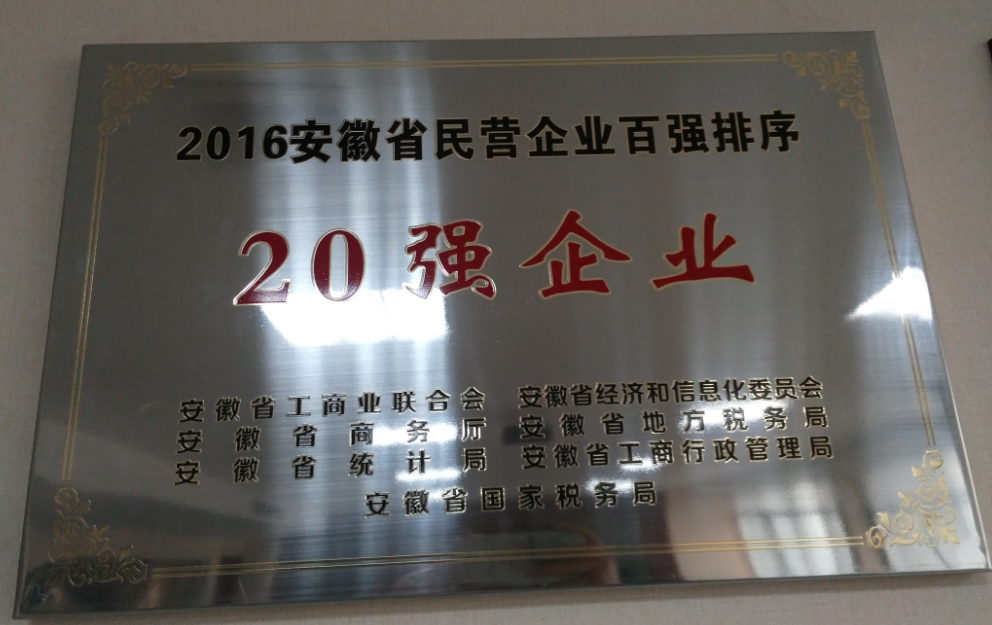 2016安徽省民营企业百强排序
20强企业
安徽省工商业联合会 安徽省经济和信息化委员会
安徽省商务厅 安徽省地方税务局
安徽省统计局 安徽省工商行政管理局
安徽省国家税务局